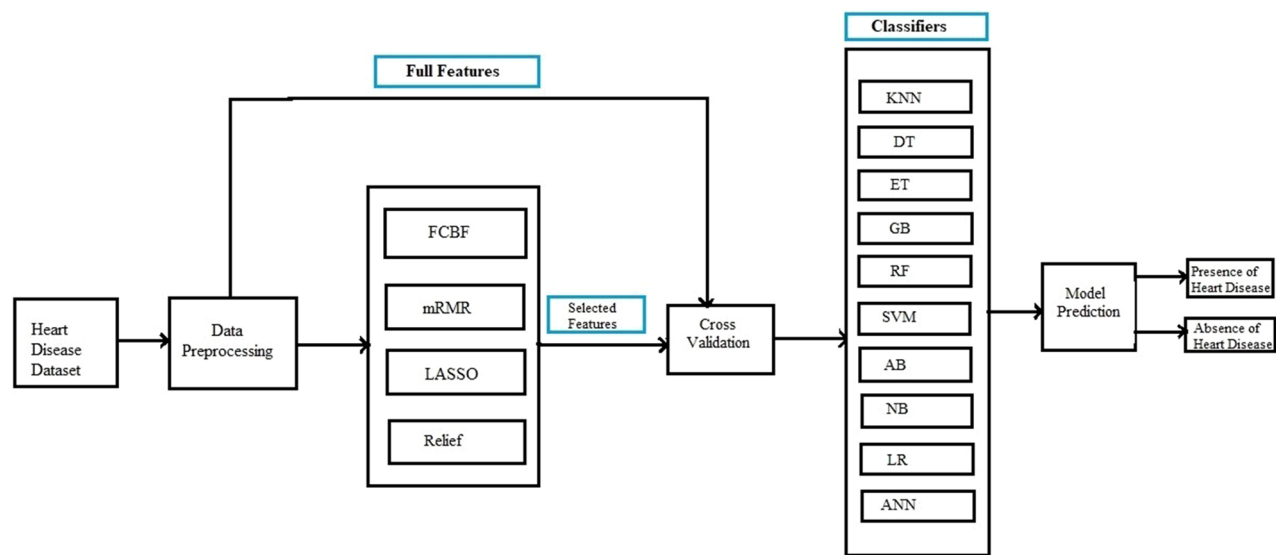 Classifiers
Full Features
KNN
DT
ET
GB
RF
SVM
AB
NB
LR
ANN
FCBF
mRMR
LASSO
Relief
Heart
Disease
Dataset
Data
Preprocessing
Selected
Features
Cross
Validation
Model
Prediction
Presence of
Heart Disease
Absence of
Heart Disease